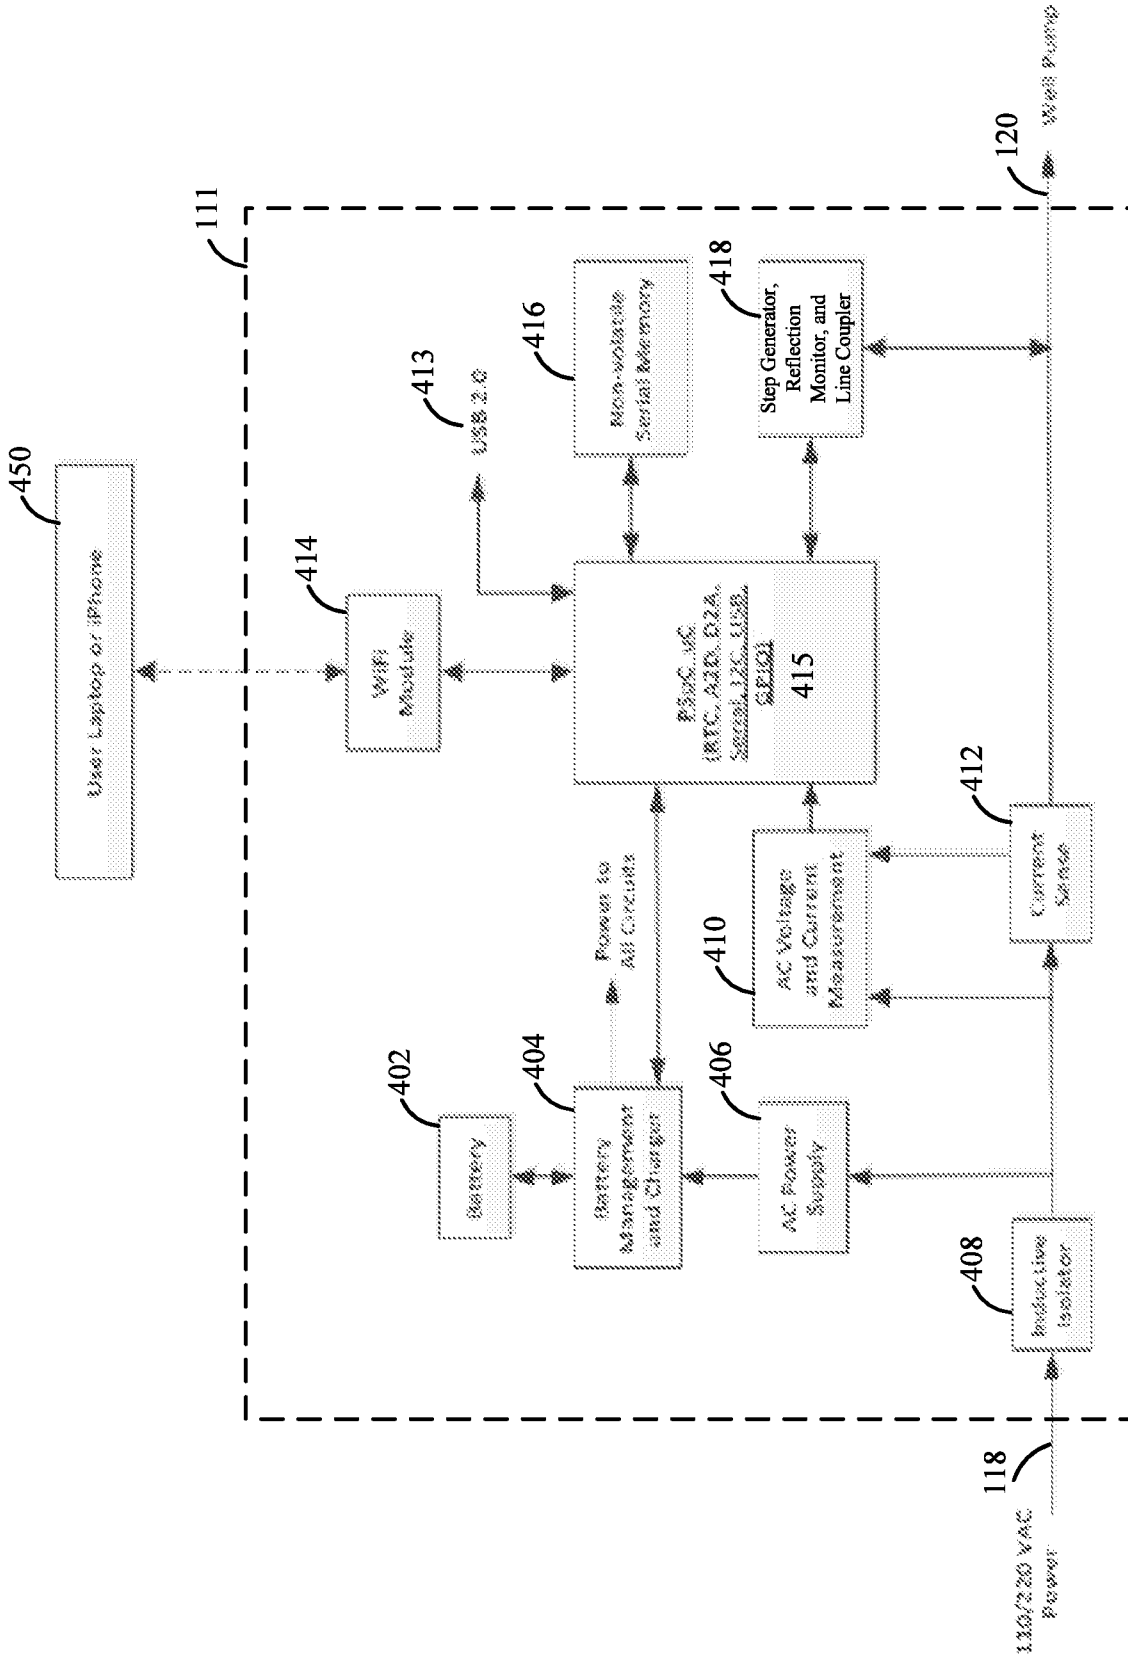 450
User Laptop or iPhone
111
414
WiFi
Module
413
USB 2.0
416
Non-volatile
Serial Memory
418
Step Generator,
Reflection
Monitor, and
Line Coupler
PSoC uC
(RTC, A2D, D2A,
Serial, I2C, USB,
GPIO)
415
402
Battery
404
Battery
Management
and Charger
Power to
All Circuits
406
AC Power
Supply
410
AC Voltage
and Current
Measurement
408
Inductive
Isolator
412
Current
Sense
110/220 VAC
Power
118
120
Well Pump